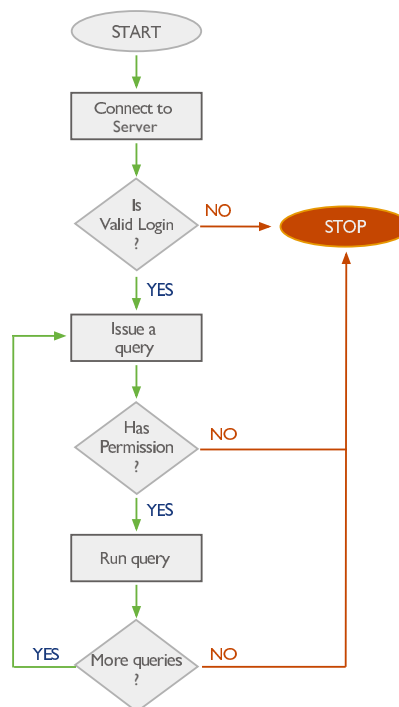 START
Connect to
Server
Is
Valid Login
?
NO
STOP
YES
Issue a
query
Has
Permission
?
NO
YES
Run query
YES
More queries
?
NO